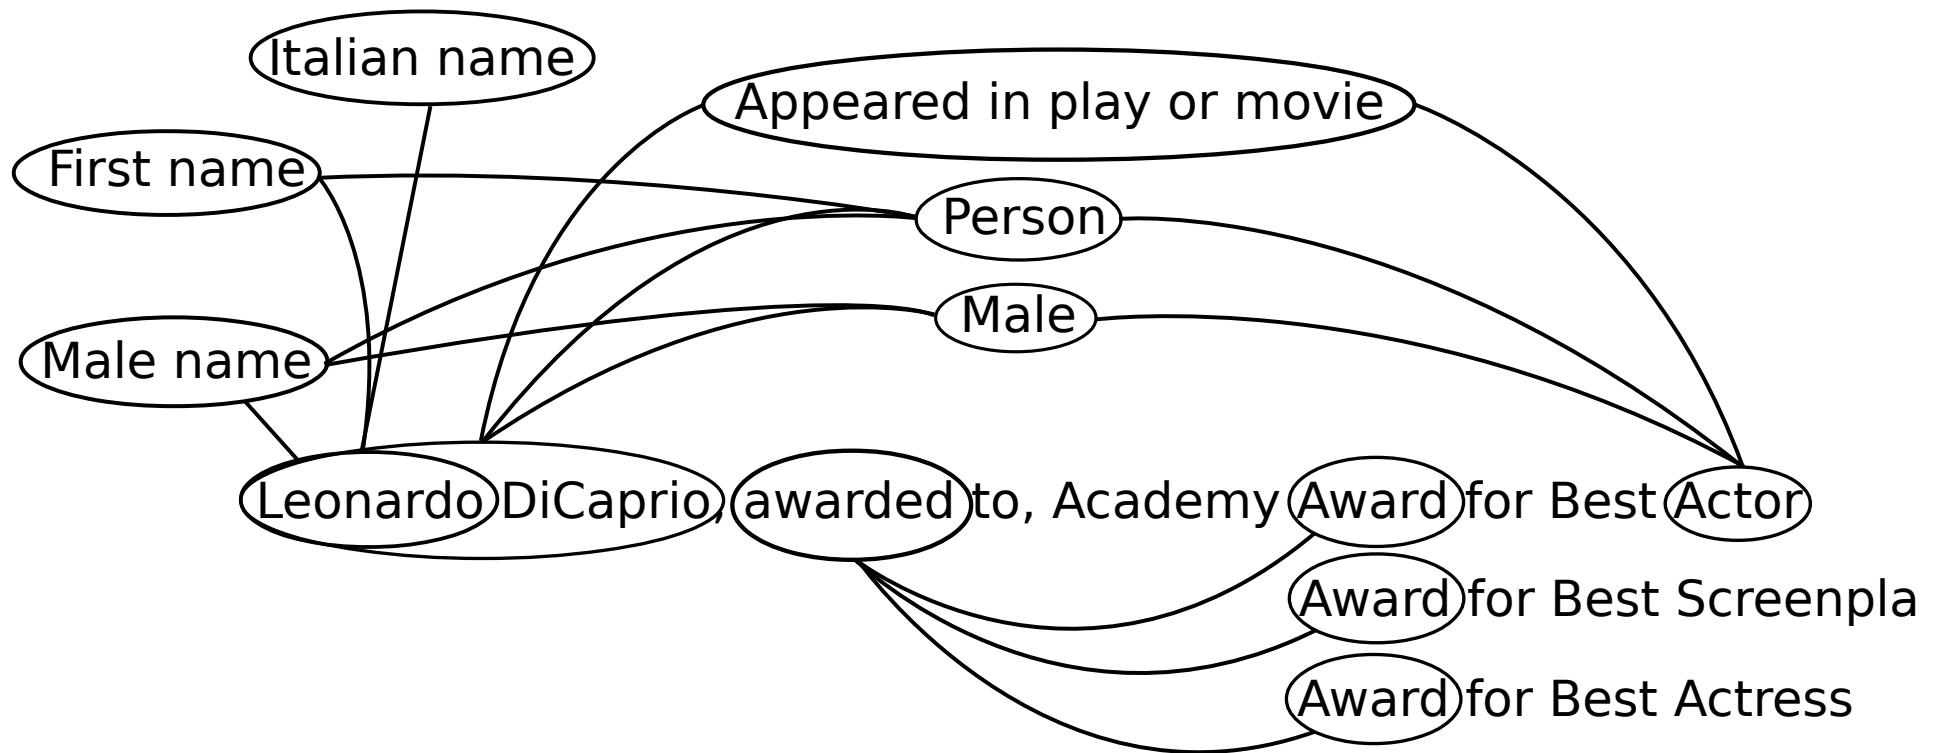 Italian name
Appeared in play or movie
First name
Person
Male
Male name
Leonardo DiCaprio, awarded to, Academy Award for Best Actor
Award for Best Screenpla
Award for Best Actress